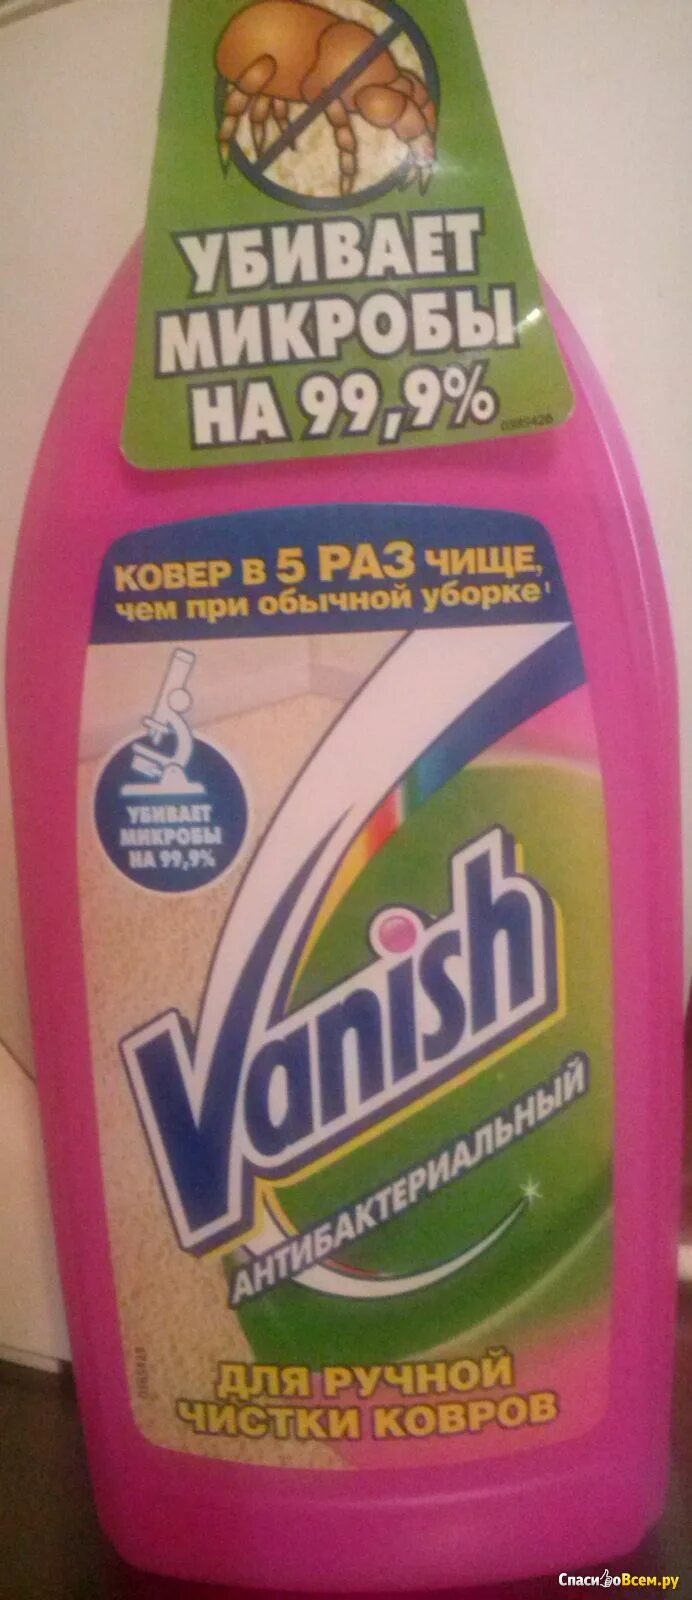 УБИВАЕТ
МИКРОБЫ
НА 99,9%
КОВЕР В 5 РАЗ ЧИЩЕ,
чем при обычной уборке¹
УБИВАЕТ
МИКРОБЫ
НА 99,9%
Vanish
АНТИБАКТЕРИАЛЬНЫЙ
ДЛЯ РУЧНОЙ
ЧИСТКИ КОВРОВ
СпасибоВсем.ру